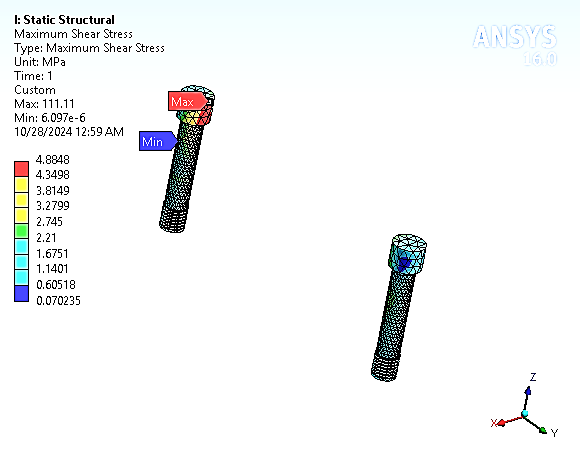 I: Static Structural
Maximum Shear Stress
Type: Maximum Shear Stress
Unit: MPa
Time: 1
Custom
Max: 111.11
Min: 6.097e-6
10/28/2024 12:59 AM
ANSYS
16.0
Max
Min
4.8848
4.3498
3.8149
3.2799
2.745
2.21
1.6751
1.1401
0.60518
0.070235
Z
X
Y